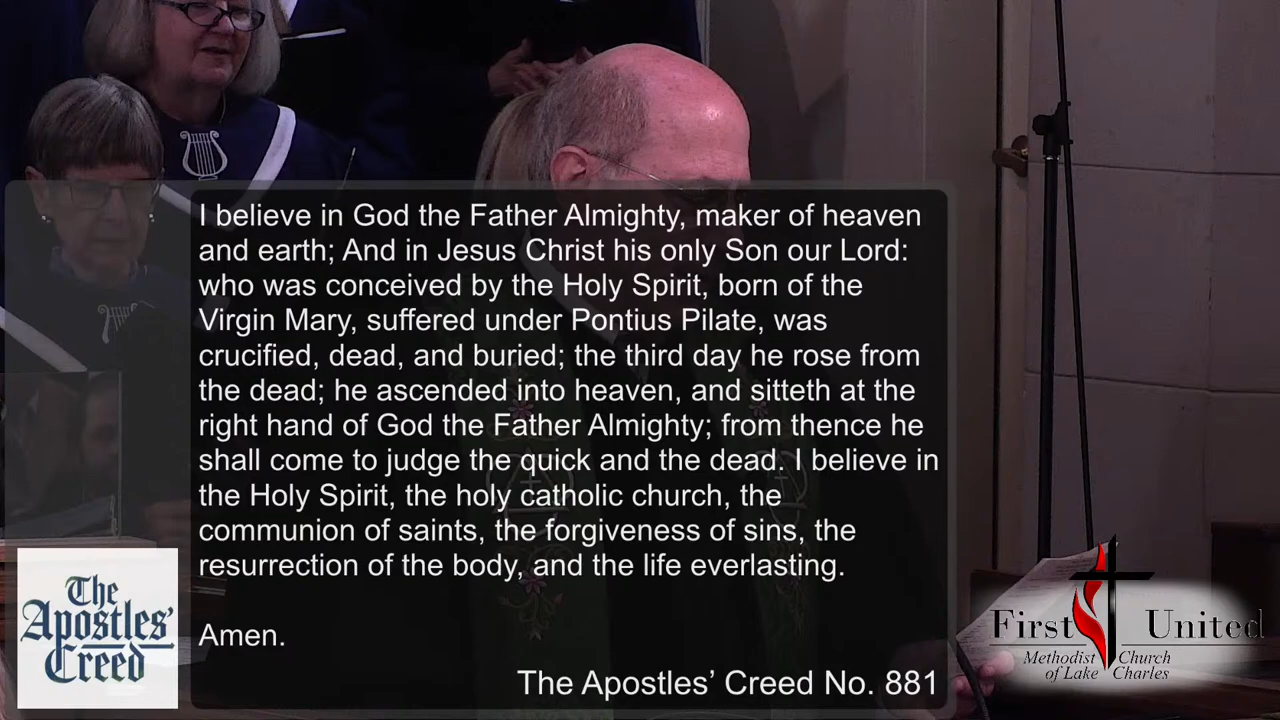 I believe in God the Father Almighty, maker of heaven
and earth; And in Jesus Christ his only Son our Lord:
who was conceived by the Holy Spirit, born of the
Virgin Mary, suffered under Pontius Pilate, was
crucified, dead, and buried; the third day he rose from
the dead; he ascended into heaven, and sitteth at the
right hand of God the Father Almighty; from thence he
shall come to judge the quick and the dead. I believe in
the Holy Spirit, the holy catholic church, the
communion of saints, the forgiveness of sins, the
resurrection of the body, and the life everlasting.
Amen.
The Apostles’ Creed No. 881
The
Apostles’
Creed
First United
Methodist Church
of Lake Charles